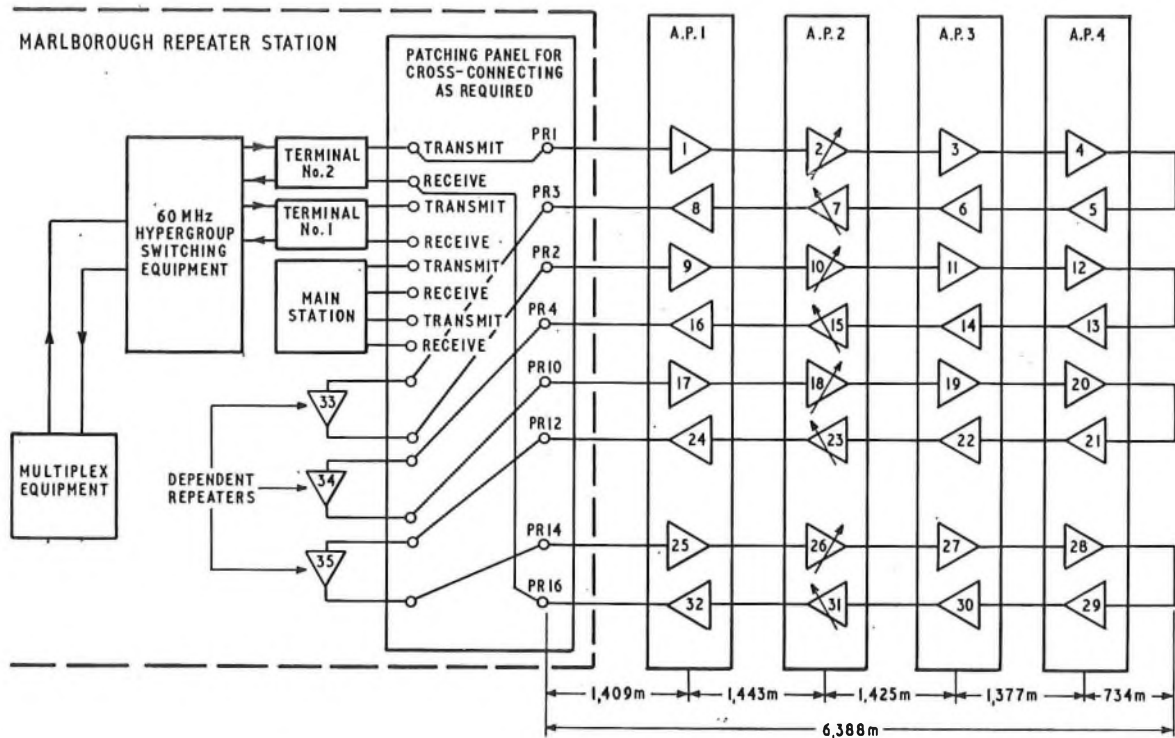 MARLBOROUGH REPEATER STATION
PATCHING PANEL FOR
CROSS-CONNECTING
AS REQUIRED
A.P.1
A.P.2
A.P.3
A.P.4
60 MHz
HYPERGROUP
SWITCHING
EQUIPMENT
TERMINAL
No.2
TERMINAL
No.1
MAIN
STATION
MULTIPLEX
EQUIPMENT
DEPENDENT
REPEATERS
33
34
35
TRANSMIT
RECEIVE
TRANSMIT
RECEIVE
TRANSMIT
RECEIVE
TRANSMIT
RECEIVE
PR1
PR3
PR2
PR4
PR10
PR12
PR14
PR16
1 2 3 4
8 7 6 5
9 10 11 12
16 15 14 13
17 18 19 20
24 23 22 21
25 26 27 28
32 31 30 29
1,409m 1,443m 1,425m 1,377m 734m
6,388m